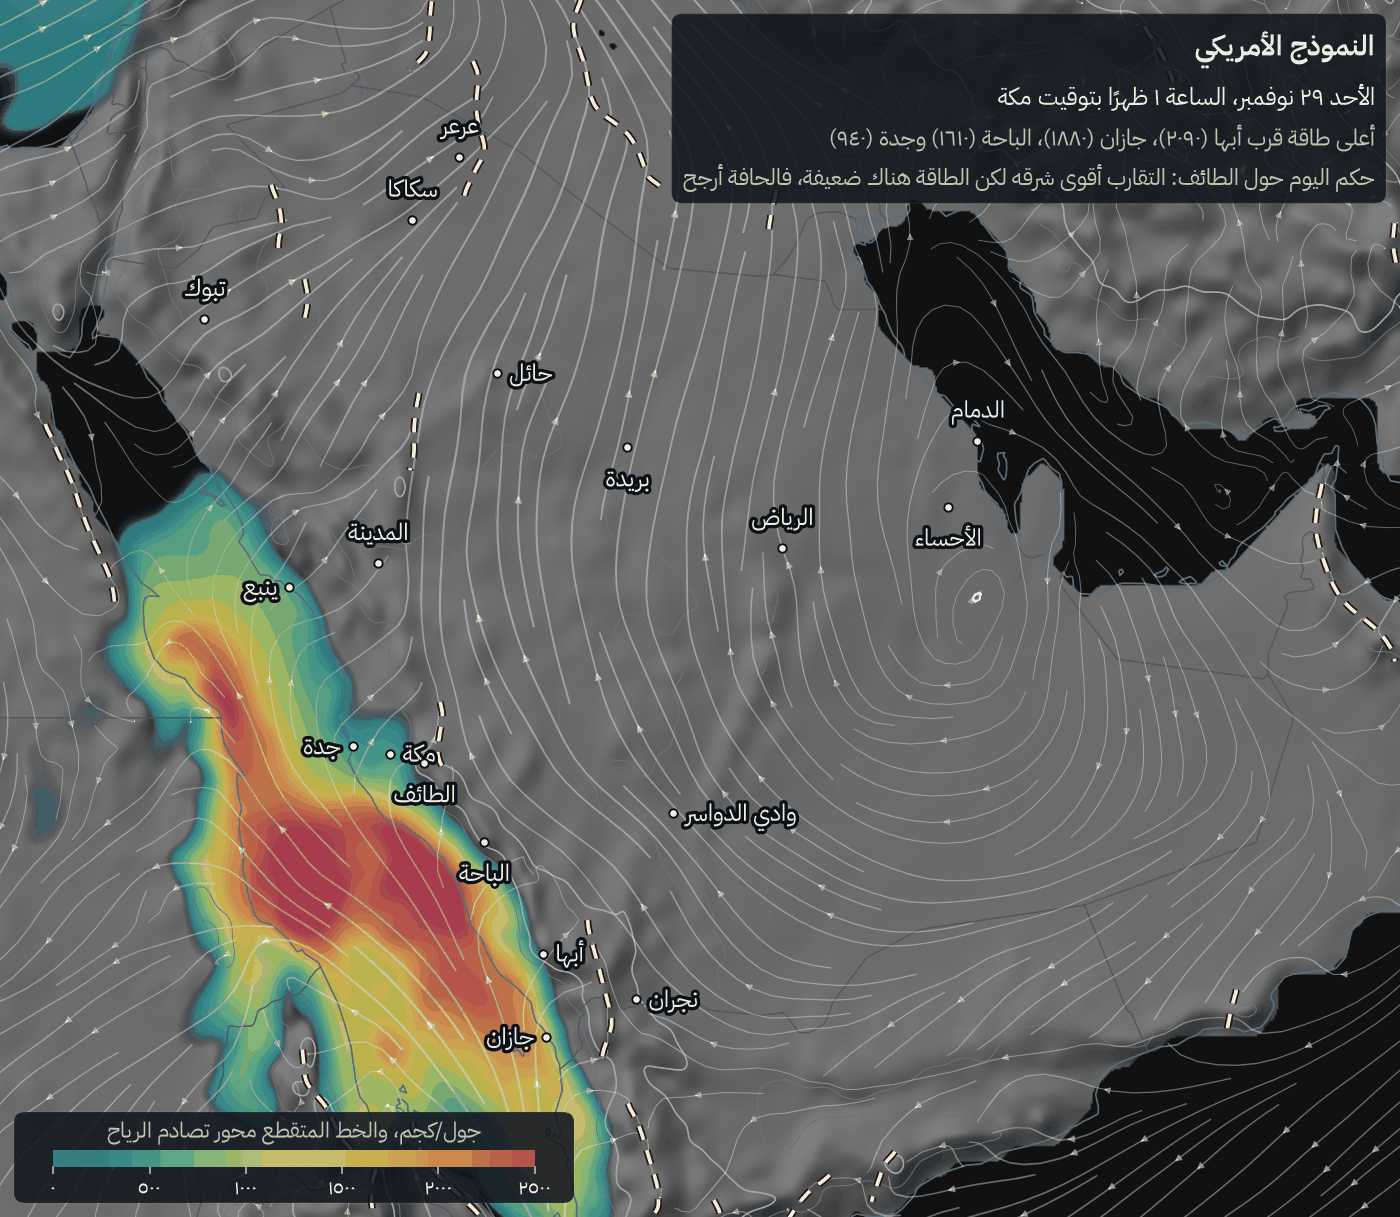 النموذج الأمريكي
الأحد ٢٩ نوفمبر، الساعة ١ ظهرًا بتوقيت مكة
أعلى طاقة قرب أبها (٢٠٩٠)، جازان (١٨٨٠)، الباحة (١٦١٠) وجدة (٩٤٠)
حكم اليوم حول الطائف: التقارب أقوى شرقه لكن الطاقة هناك ضعيفة، فالحافة أرجح
عرعر
سكاكا
تبوك
حائل
الدمام
بريدة
الرياض
الأحساء
المدينة
ينبع
جدة
مكة
الطائف
وادي الدواسر
الباحة
أبها
نجران
جازان
جول/كجم، والخط المتقطع محور تصادم الرياح
٠ ٥٠٠ ١٠٠٠ ١٥٠٠ ٢٠٠٠ ٢٥٠٠